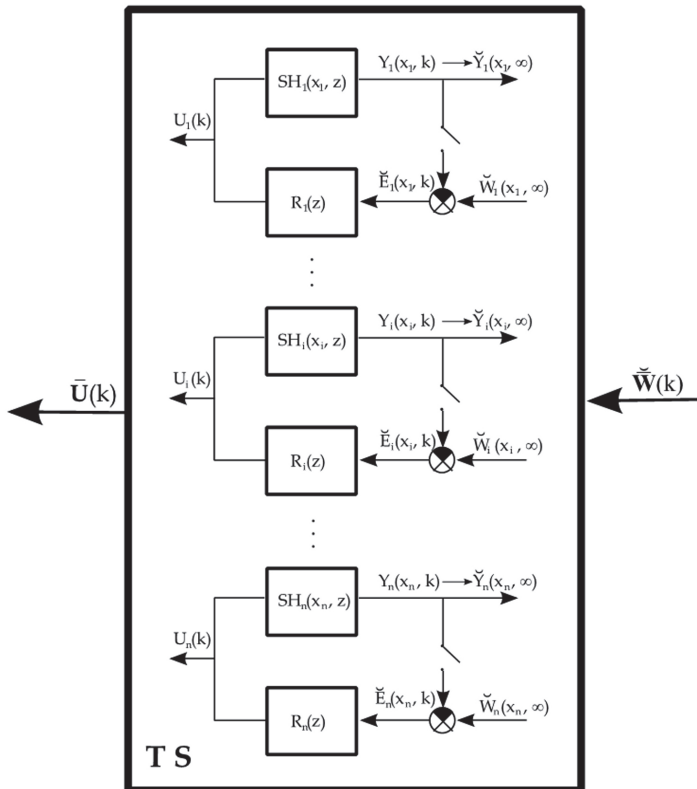 Y₁(x₁, k) → Y̆₁(x₁, ∞)
SH₁(x₁, z)
U₁(k)
Ĕ₁(x₁, k)
W̆₁(x₁, ∞)
R₁(z)
⋮
Yᵢ(xᵢ, k) → Y̆ᵢ(xᵢ, ∞)
SHᵢ(xᵢ, z)
Uᵢ(k)
Ū(k)
W̄̆(k)
Ĕᵢ(xᵢ, k)
W̆ᵢ(xᵢ, ∞)
Rᵢ(z)
⋮
Yₙ(xₙ, k) → Y̆ₙ(xₙ, ∞)
SHₙ(xₙ, z)
Uₙ(k)
Ĕₙ(xₙ, k)
W̆ₙ(xₙ, ∞)
Rₙ(z)
T S